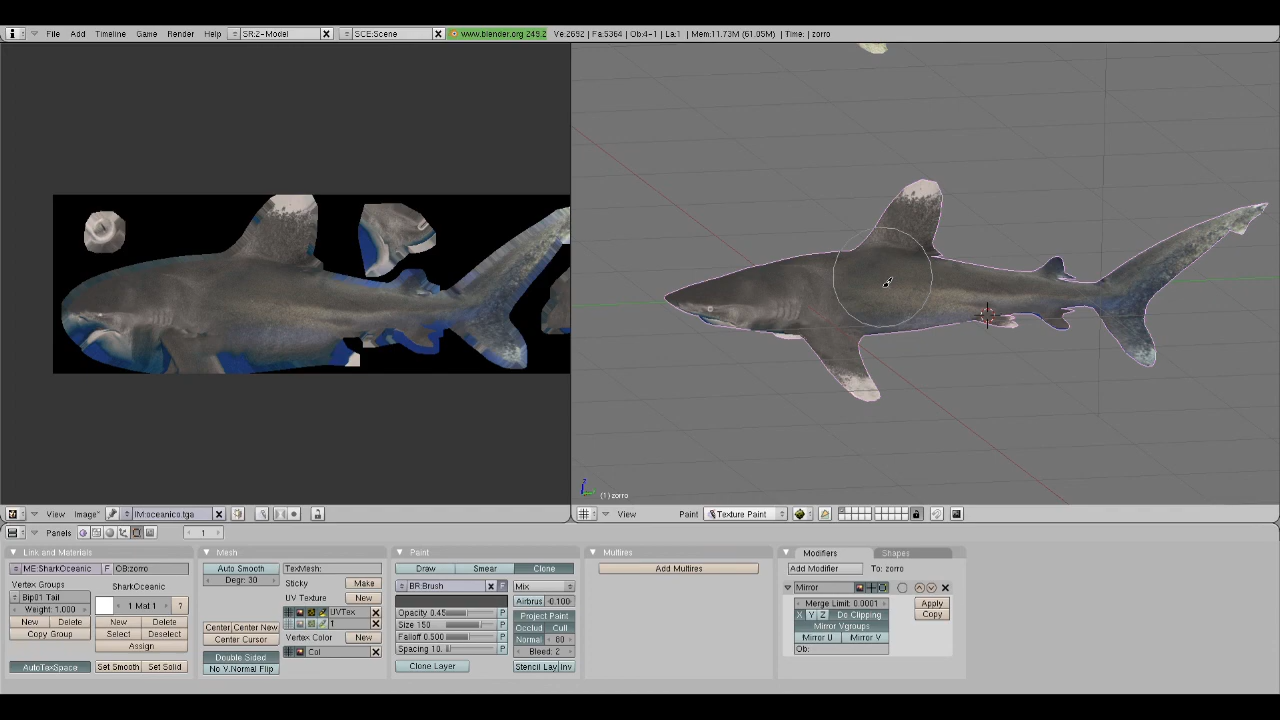 File Add Timeline Game Render Help SR:2-Model SCE:Scene www.blender.org 249.2 Ve:2692 | Fa:5364 | Ob:4-1 | La:1 | Mem:11.73M (61.05M) | Time: | zorro
(1) zorro
View Image* IM:oceanico.tga View Paint Texture Paint
Panels 1
Link and Materials Mesh Paint Multires Modifiers Shapes
ME:SharkOceanic F OB:zorro
Vertex Groups SharkOceanic
Bip01 Tail
Weight: 1.000 1 Mat 1 ?
New Delete New Delete
Copy Group Select Deselect
Assign
AutoTexSpace Set Smooth Set Solid
Auto Smooth TexMesh:
Degr: 30 Sticky Make
UV Texture New
UVTex
1
Center Center New Vertex Color New
Center Cursor
Double Sided Col
No V.Normal Flip
Draw Smear Clone
BR:Brush F Mix
Airbrus 0.100
Opacity 0.45 P Project Paint
Size 150 P Occlud Cull
Falloff 0.500 P Normal 80
Spacing 10. P Bleed: 2
Clone Layer Stencil Lay Inv
Add Multires
Add Modifier To: zorro
Mirror
Merge Limit: 0.0001 Apply
X Y Z Do Clipping Copy
Mirror Vgroups
Mirror U Mirror V
Ob: